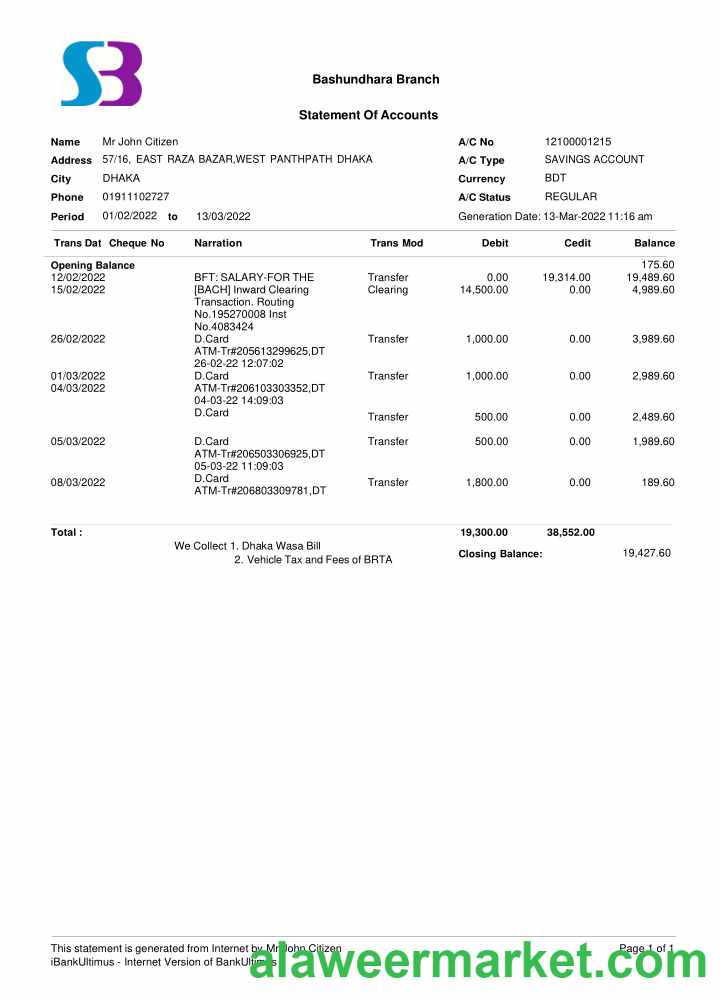 SB
Bashundhara Branch
Statement Of Accounts
Name Mr John Citizen A/C No 12100001215
Address 57/16, EAST RAZA BAZAR,WEST PANTHPATH DHAKA A/C Type SAVINGS ACCOUNT
City DHAKA Currency BDT
Phone 01911102727 A/C Status REGULAR
Period 01/02/2022 to 13/03/2022 Generation Date: 13-Mar-2022 11:16 am
Trans Dat Cheque No Narration Trans Mod Debit Cedit Balance
Opening Balance 175.60
12/02/2022 BFT: SALARY-FOR THE Transfer 0.00 19,314.00 19,489.60
15/02/2022 [BACH] Inward Clearing Clearing 14,500.00 0.00 4,989.60
Transaction. Routing
No.195270008 Inst
No.4083424
26/02/2022 D.Card Transfer 1,000.00 0.00 3,989.60
ATM-Tr#205613299625,DT
26-02-22 12:07:02
01/03/2022 D.Card Transfer 1,000.00 0.00 2,989.60
04/03/2022 ATM-Tr#206103303352,DT
04-03-22 14:09:03
D.Card
Transfer 500.00 0.00 2,489.60
05/03/2022 D.Card Transfer 500.00 0.00 1,989.60
ATM-Tr#206503306925,DT
05-03-22 11:09:03
D.Card
08/03/2022 Transfer 1,800.00 0.00 189.60
ATM-Tr#206803309781,DT
Total : 19,300.00 38,552.00
We Collect 1. Dhaka Wasa Bill
Closing Balance: 19,427.60
2. Vehicle Tax and Fees of BRTA
This statement is generated from Internet by Mr John Citizen Page 1 of 1
iBankUltimus - Internet Version of BankUltimus
alaweermarket.com